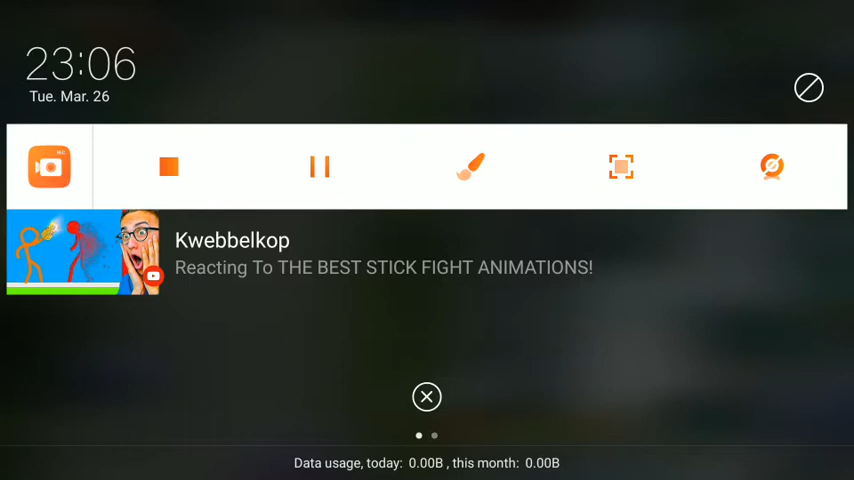 23:06
Tue. Mar. 26
REC
Kwebbelkop
Reacting To THE BEST STICK FIGHT ANIMATIONS!
Data usage, today: 0.00B , this month: 0.00B